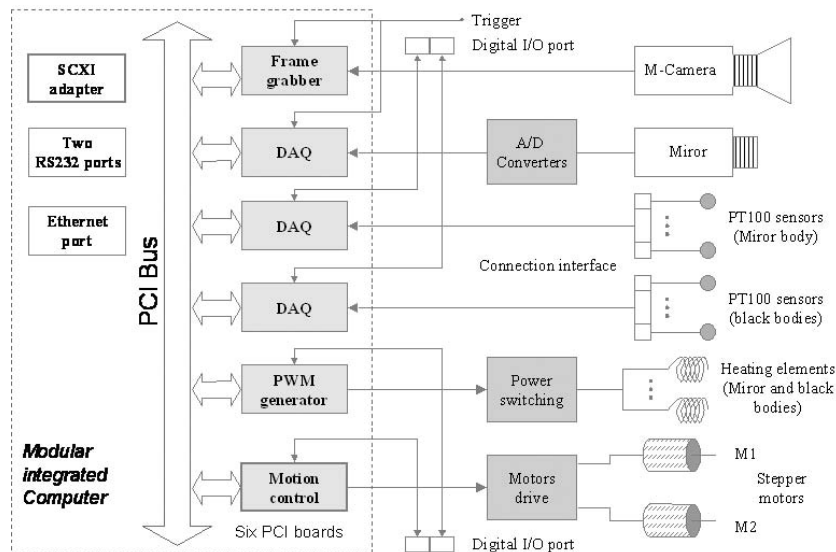 Trigger
Digital I/O port
SCXI
adapter
Frame
grabber
M-Camera
Two
RS232 ports
DAQ
A/D
Converters
Miror
Ethernet
port
DAQ
PT100 sensors
(Miror body)
PCI Bus
Connection interface
DAQ
PT100 sensors
(black bodies)
PWM
generator
Power
switching
Heating elements
(Miror and black
bodies)
Modular
integrated
Computer
Motion
control
Motors
drive
M1
Stepper
motors
M2
Six PCI boards
Digital I/O port